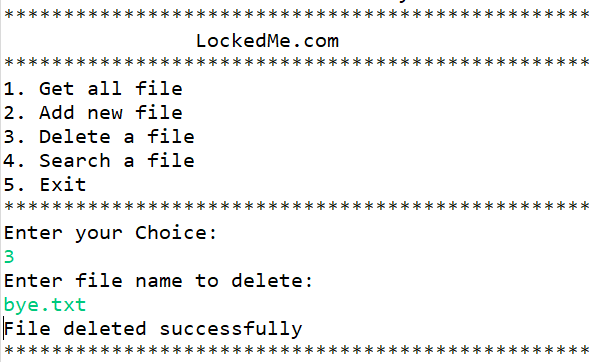 *************************************************
LockedMe.com
*************************************************
1. Get all file
2. Add new file
3. Delete a file
4. Search a file
5. Exit
*************************************************
Enter your Choice:
3
Enter file name to delete:
bye.txt
File deleted successfully
*************************************************